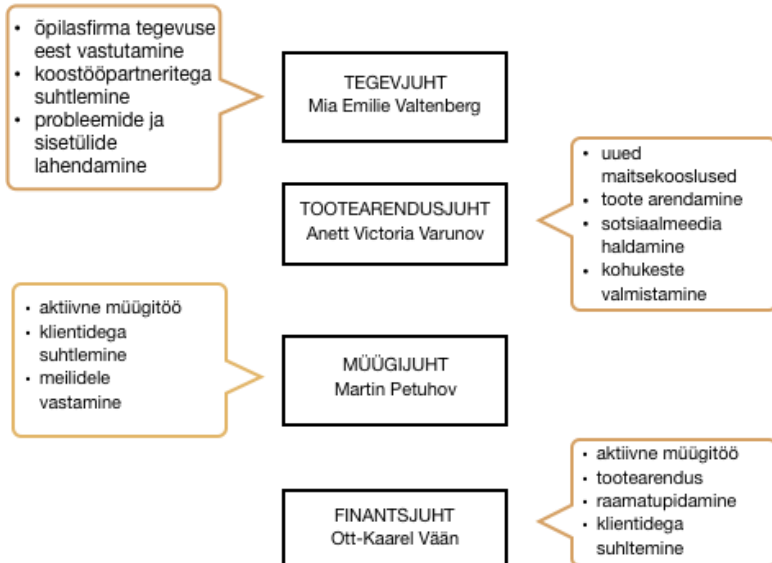 • õpilasfirma tegevuse
eest vastutamine
• koostööpartneritega
suhtlemine
• probleemide ja
sisetülide
lahendamine
TEGEVJUHT
Mia Emilie Valtenberg
TOOTEARENDUSJUHT
Anett Victoria Varunov
• uued
maitsekooslused
• toote arendamine
• sotsiaalmeedia
haldamine
• kohukeste
valmistamine
• aktiivne müügitöö
• klientidega
suhtlemine
• meilidele
vastamine
MÜÜGIJUHT
Martin Petuhov
FINANTSJUHT
Ott-Kaarel Vään
• aktiivne müügitöö
• tootearendus
• raamatupidamine
• klientidega
suhltemine